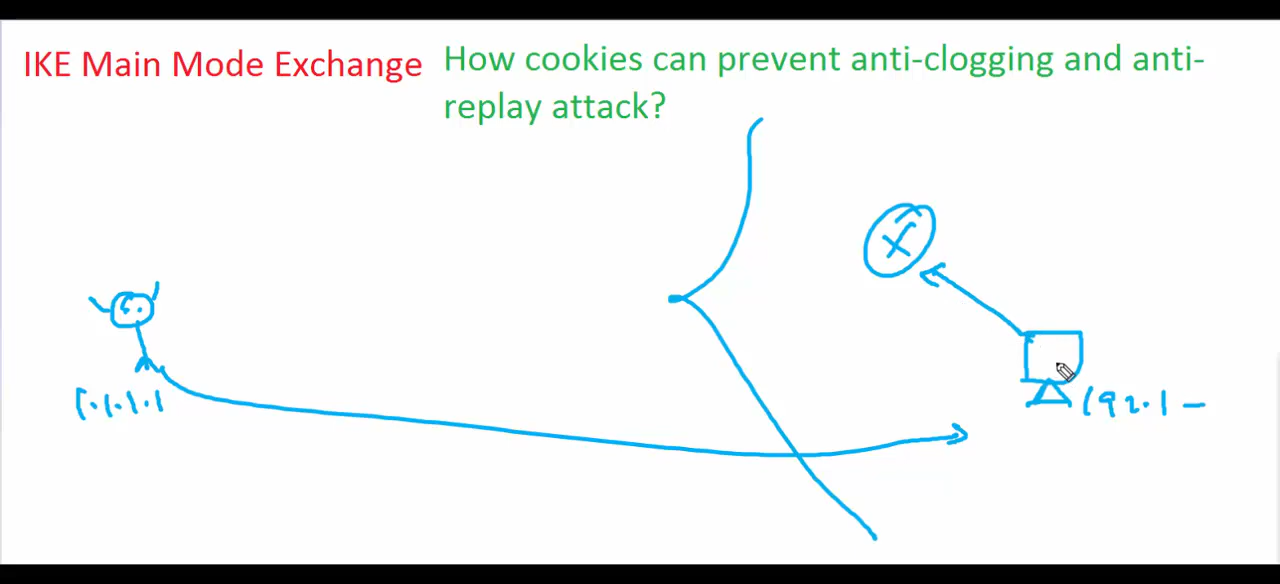 IKE Main Mode Exchange How cookies can prevent anti-clogging and anti-
replay attack?
1.1.1.1
192.1 –